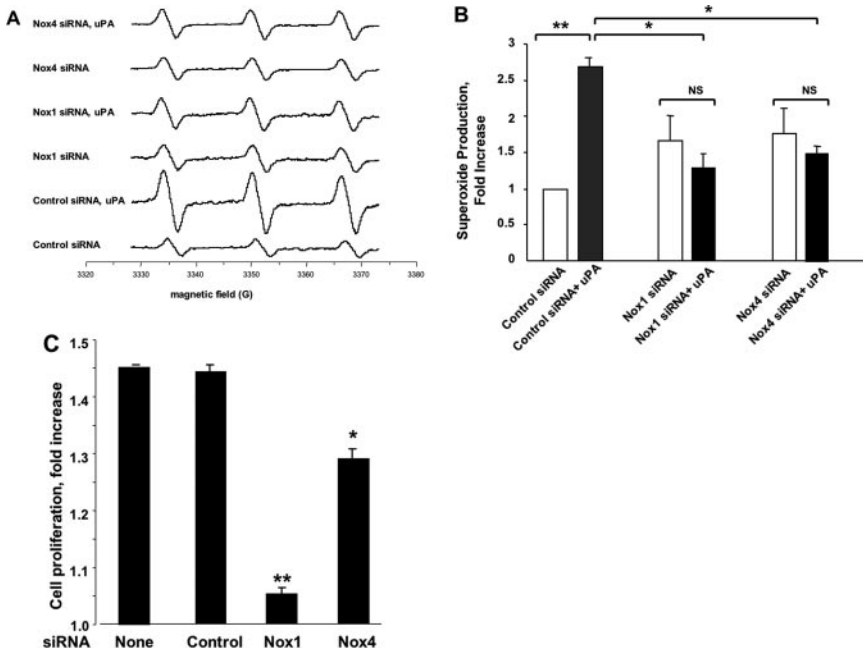 A
Nox4 siRNA, uPA
Nox4 siRNA
Nox1 siRNA, uPA
Nox1 siRNA
Control siRNA, uPA
Control siRNA
3320 3330 3340 3350 3360 3370 3380
magnetic field (G)
B
Superoxide Production,
Fold Increase
3
2.5
2
1.5
1
0.5
0
** * *
NS NS
Control siRNA
Control siRNA+ uPA
Nox1 siRNA
Nox1 siRNA+ uPA
Nox4 siRNA
Nox4 siRNA+ uPA
C
Cell proliferation, fold increase
1.5
1.4
1.3
1.2
1.1
1.0
** *
siRNA None Control Nox1 Nox4